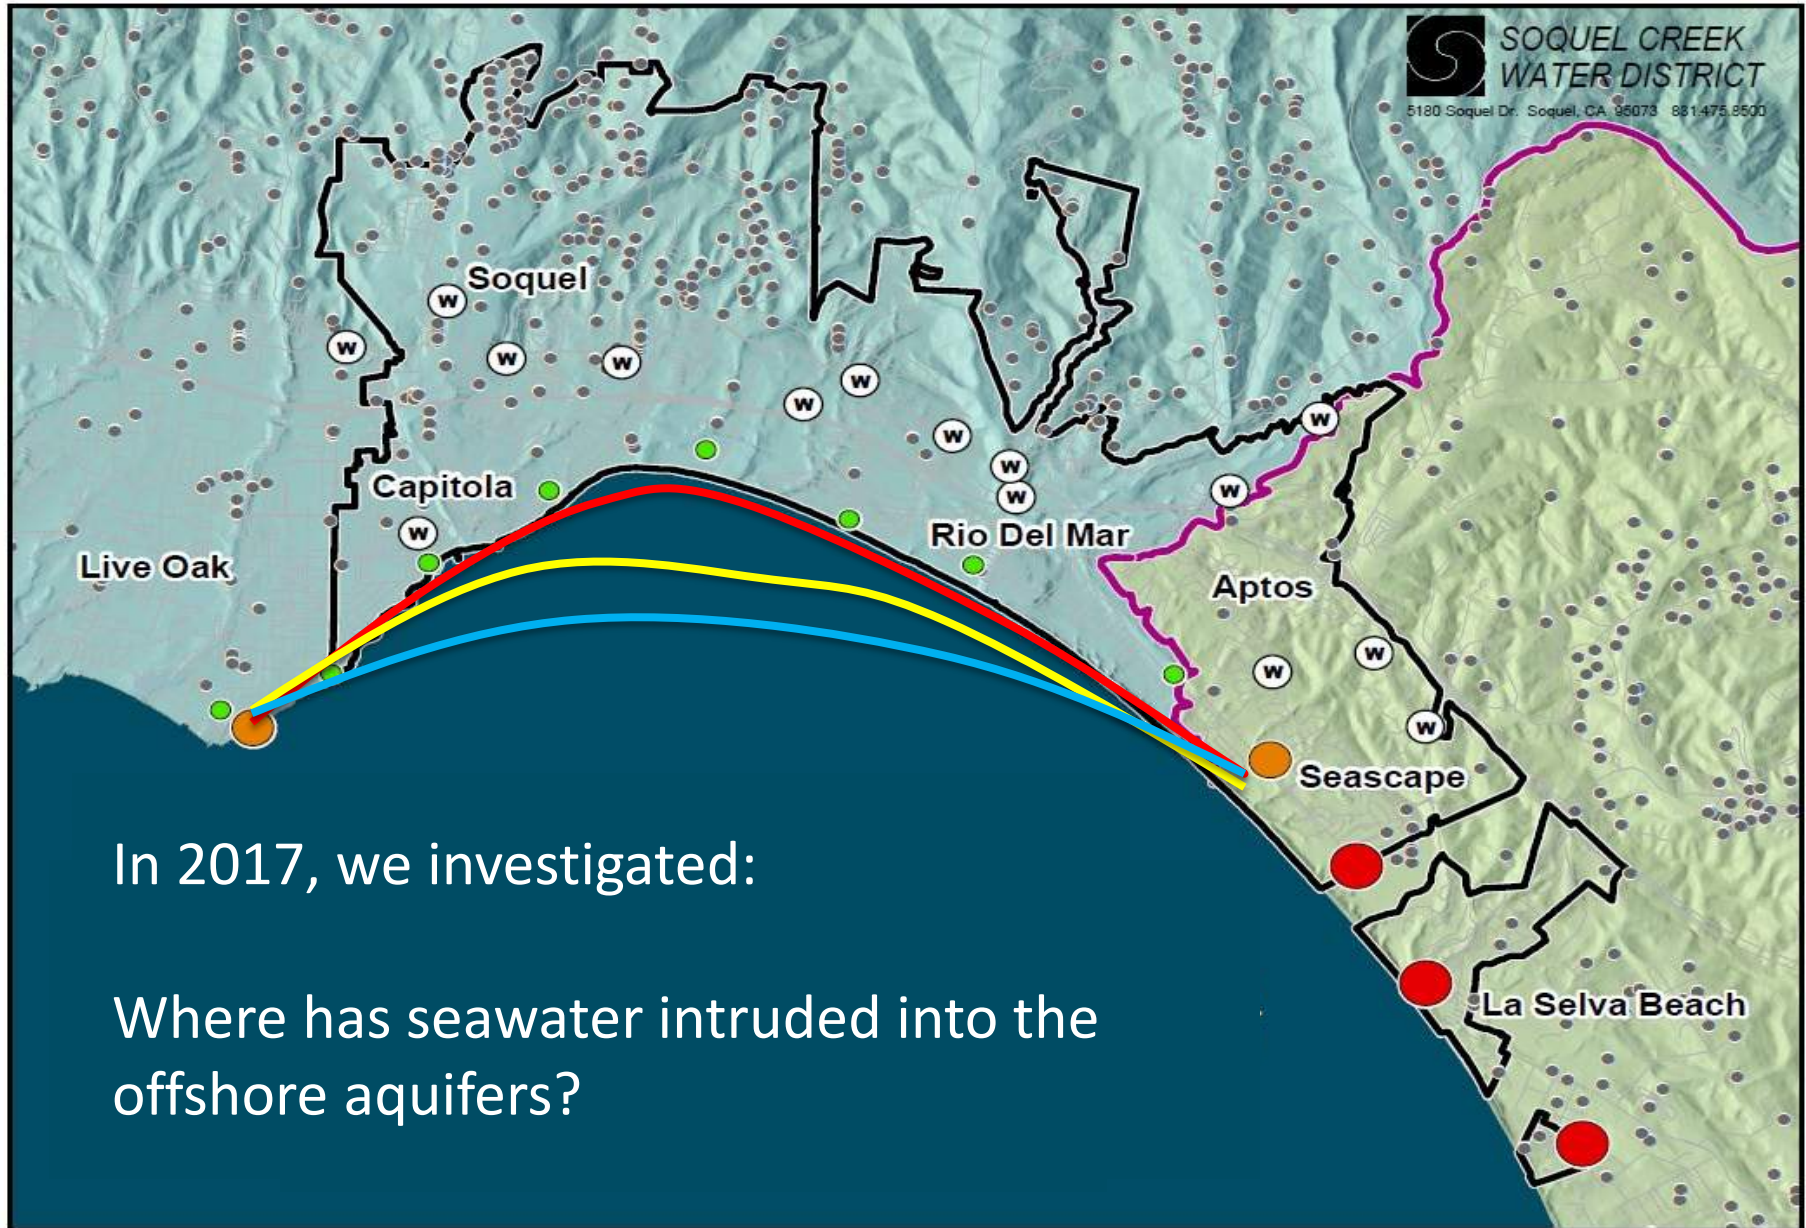 SOQUEL CREEK
WATER DISTRICT
5180 Soquel Dr. Soquel, CA 95073 831.475.8500
Soquel
w
w
w
w
w
w
w
w
w
w
w
Capitola
w
Rio Del Mar
Live Oak
Aptos
w
w
w
Seascape
In 2017, we investigated:
La Selva Beach
Where has seawater intruded into the
offshore aquifers?